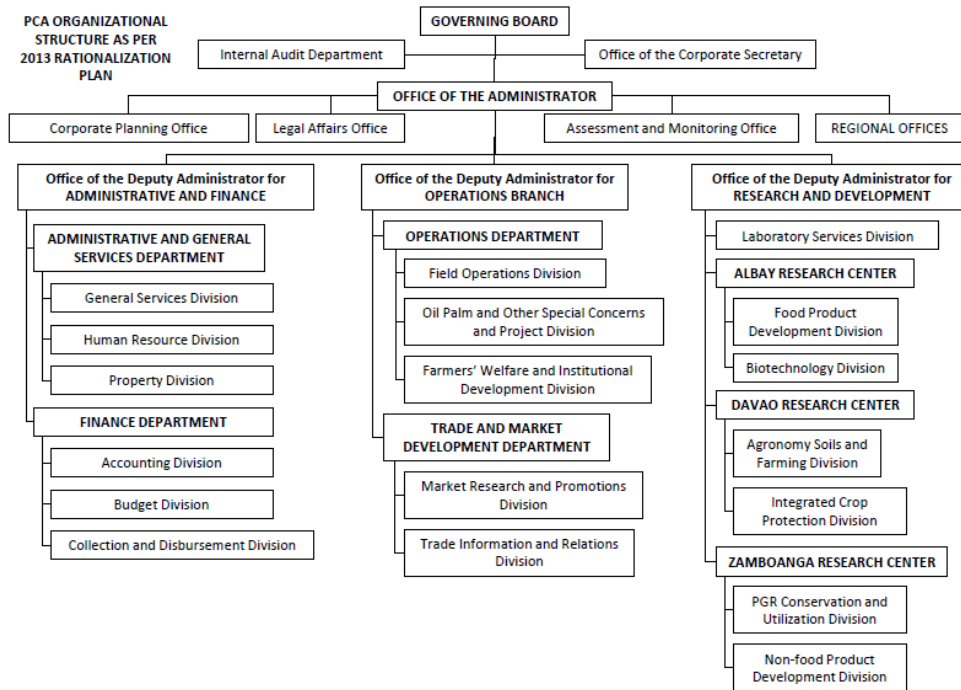 PCA ORGANIZATIONAL
STRUCTURE AS PER
2013 RATIONALIZATION
PLAN
GOVERNING BOARD
Internal Audit Department
Office of the Corporate Secretary
OFFICE OF THE ADMINISTRATOR
Corporate Planning Office
Legal Affairs Office
Assessment and Monitoring Office
REGIONAL OFFICES
Office of the Deputy Administrator for
ADMINISTRATIVE AND FINANCE
ADMINISTRATIVE AND GENERAL
SERVICES DEPARTMENT
General Services Division
Human Resource Division
Property Division
FINANCE DEPARTMENT
Accounting Division
Budget Division
Collection and Disbursement Division
Office of the Deputy Administrator for
OPERATIONS BRANCH
OPERATIONS DEPARTMENT
Field Operations Division
Oil Palm and Other Special Concerns
and Project Division
Farmers' Welfare and Institutional
Development Division
TRADE AND MARKET
DEVELOPMENT DEPARTMENT
Market Research and Promotions
Division
Trade Information and Relations
Division
Office of the Deputy Administrator for
RESEARCH AND DEVELOPMENT
Laboratory Services Division
ALBAY RESEARCH CENTER
Food Product
Development Division
Biotechnology Division
DAVAO RESEARCH CENTER
Agronomy Soils and
Farming Division
Integrated Crop
Protection Division
ZAMBOANGA RESEARCH CENTER
PGR Conservation and
Utilization Division
Non-food Product
Development Division